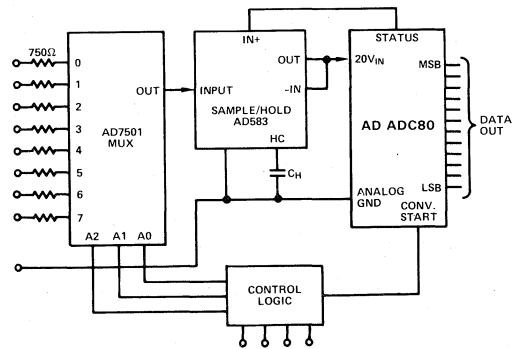 750Ω
0
1
2
3
4
5
6
7
OUT
AD7501
MUX
A2 A1 A0
IN+
OUT
INPUT
-IN
SAMPLE/HOLD
AD583
HC
CH
STATUS
20VIN
MSB
AD ADC80
DATA
OUT
LSB
ANALOG
GND
CONV.
START
CONTROL
LOGIC